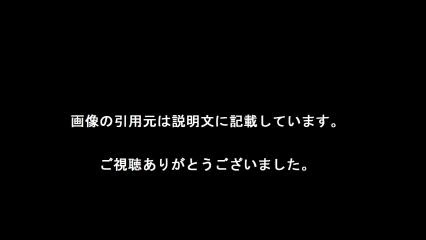 画像の引用元は説明文に記載しています。
ご視聴ありがとうございました。